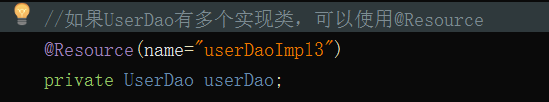 //如果UserDao有多个实现类，可以使用@Resource
@Resource(name="userDaoImpl3")
private UserDao userDao;